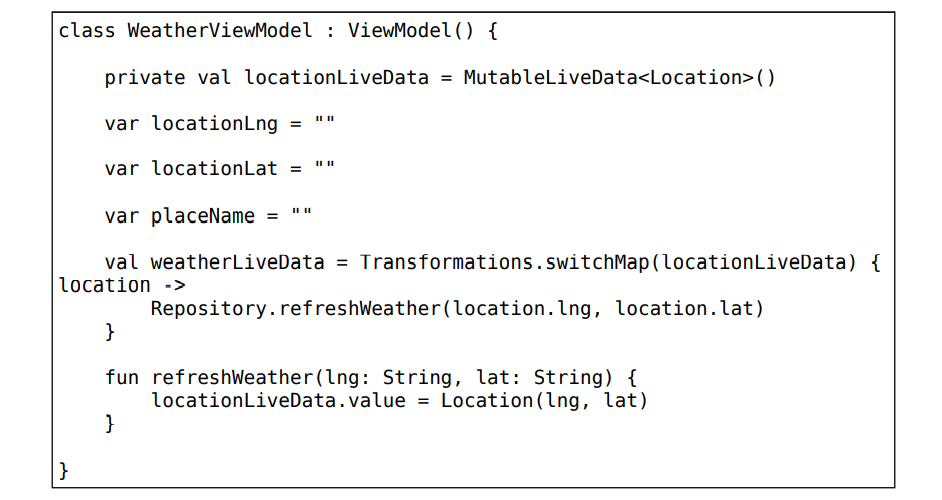 class WeatherViewModel : ViewModel() {
    private val locationLiveData = MutableLiveData<Location>()
    var locationLng = ""
    var locationLat = ""
    var placeName = ""
    val weatherLiveData = Transformations.switchMap(locationLiveData) {
location ->
        Repository.refreshWeather(location.lng, location.lat)
    }
    fun refreshWeather(lng: String, lat: String) {
        locationLiveData.value = Location(lng, lat)
    }
}